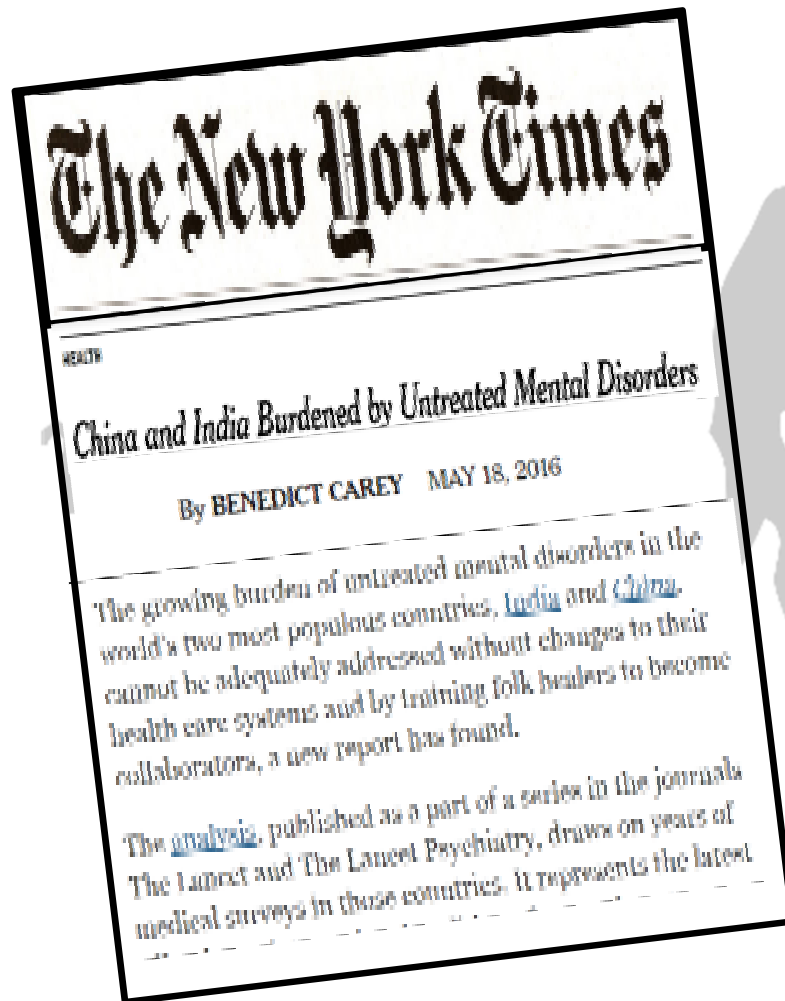 The New York Times
HEALTH
China and India Burdened by Untreated Mental Disorders
By BENEDICT CAREY MAY 18, 2016
The growing burden of untreated mental disorders in the
world's two most populous countries, India and China,
cannot be adequately addressed without changes to their
health care systems and by training folk healers to become
collaborators, a new report has found.
The analysis, published as a part of a series in the journals
The Lancet and The Lancet Psychiatry, draws on years of
medical surveys in those countries. It represents the latest